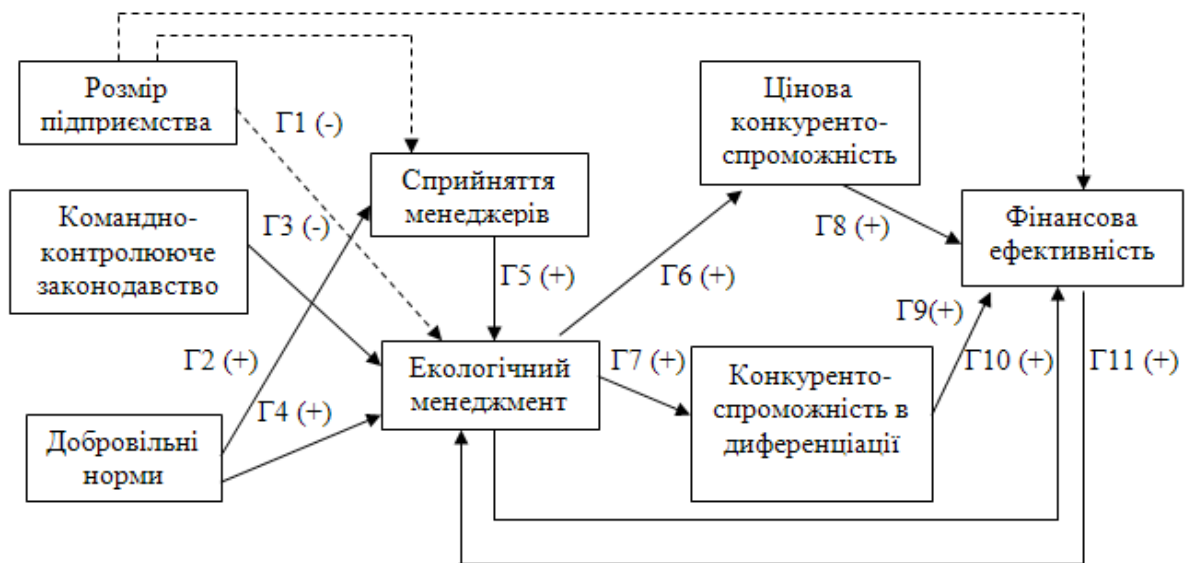 Розмір
підприємства
Г1 (-)
Цінова
конкуренто-
спроможність
Сприйняття
менеджерів
Командно-
контролююче
законодавство
Г3 (-)
Г8 (+)
Фінансова
ефективність
Г5 (+)
Г6 (+)
Г9(+)
Г2 (+)
Екологічний
менеджмент
Г7 (+)
Г10 (+)
Г11 (+)
Конкуренто-
спроможність в
диференціації
Г4 (+)
Добровільні
норми